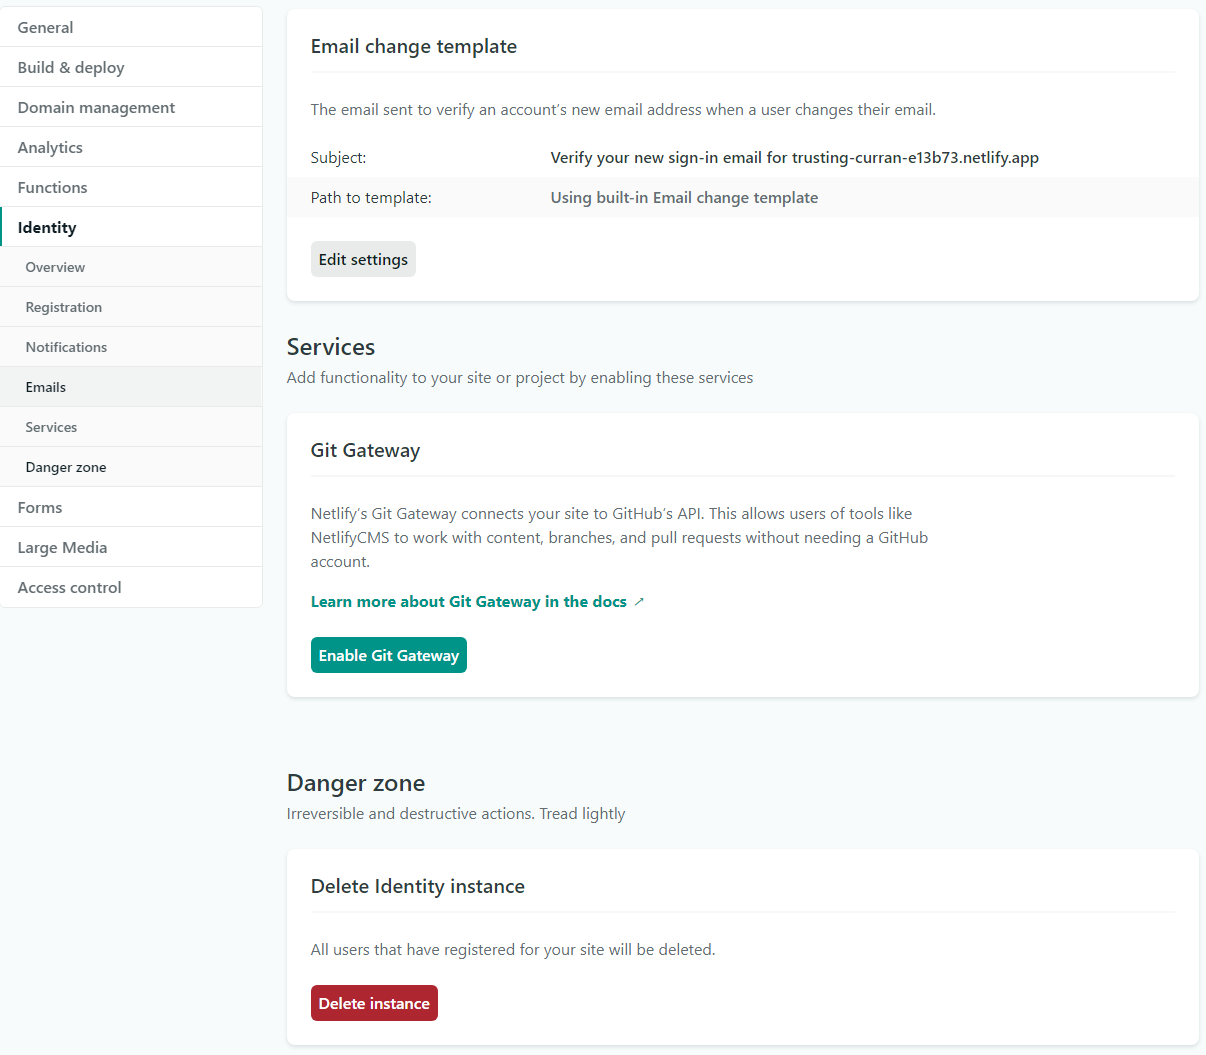 General
Build & deploy
Domain management
Analytics
Functions
Identity
Overview
Registration
Notifications
Emails
Services
Danger zone
Forms
Large Media
Access control
Email change template
The email sent to verify an account’s new email address when a user changes their email.
Subject: Verify your new sign-in email for trusting-curran-e13b73.netlify.app
Path to template: Using built-in Email change template
Edit settings
Services
Add functionality to your site or project by enabling these services
Git Gateway
Netlify’s Git Gateway connects your site to GitHub’s API. This allows users of tools like
NetlifyCMS to work with content, branches, and pull requests without needing a GitHub
account.
Learn more about Git Gateway in the docs ↗
Enable Git Gateway
Danger zone
Irreversible and destructive actions. Tread lightly
Delete Identity instance
All users that have registered for your site will be deleted.
Delete instance